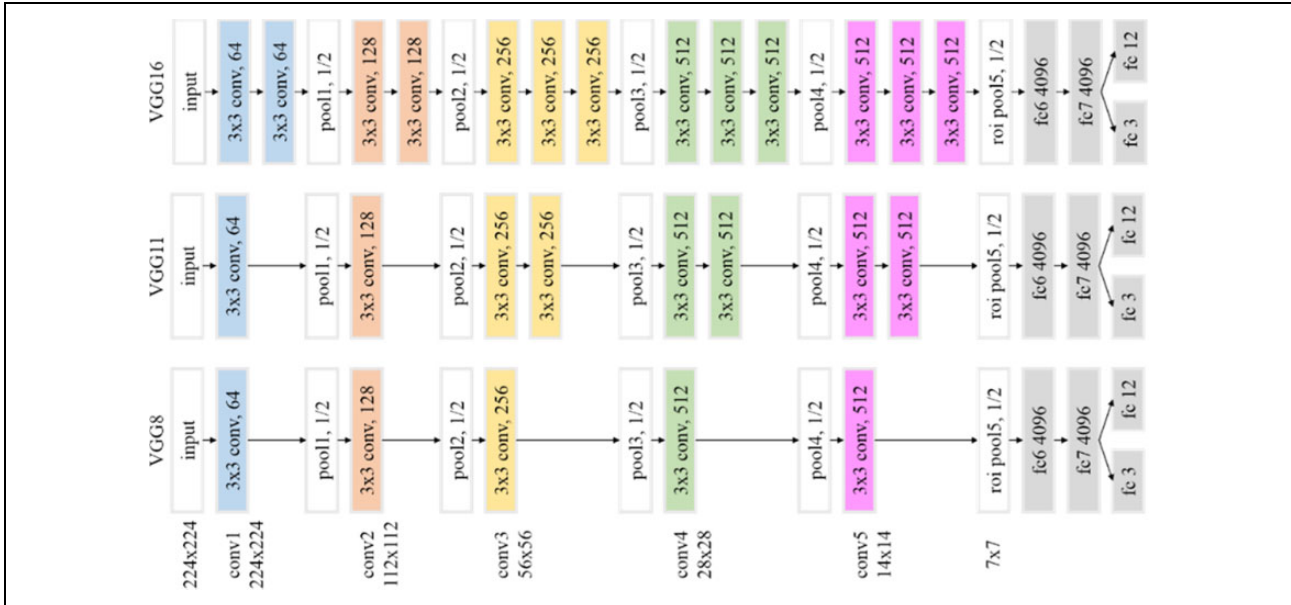 224x224
conv1
224x224
conv2
112x112
conv3
56x56
conv4
28x28
conv5
14x14
7x7
VGG8
input
3x3 conv, 64
pool1, 1/2
3x3 conv, 128
pool2, 1/2
3x3 conv, 256
pool3, 1/2
3x3 conv, 512
pool4, 1/2
3x3 conv, 512
roi pool5, 1/2
fc6 4096
fc7 4096
fc 3
fc 12
VGG11
input
3x3 conv, 64
pool1, 1/2
3x3 conv, 128
pool2, 1/2
3x3 conv, 256
3x3 conv, 256
pool3, 1/2
3x3 conv, 512
3x3 conv, 512
pool4, 1/2
3x3 conv, 512
3x3 conv, 512
roi pool5, 1/2
fc6 4096
fc7 4096
fc 3
fc 12
VGG16
input
3x3 conv, 64
3x3 conv, 64
pool1, 1/2
3x3 conv, 128
3x3 conv, 128
pool2, 1/2
3x3 conv, 256
3x3 conv, 256
3x3 conv, 256
pool3, 1/2
3x3 conv, 512
3x3 conv, 512
3x3 conv, 512
pool4, 1/2
3x3 conv, 512
3x3 conv, 512
3x3 conv, 512
roi pool5, 1/2
fc6 4096
fc7 4096
fc 3
fc 12